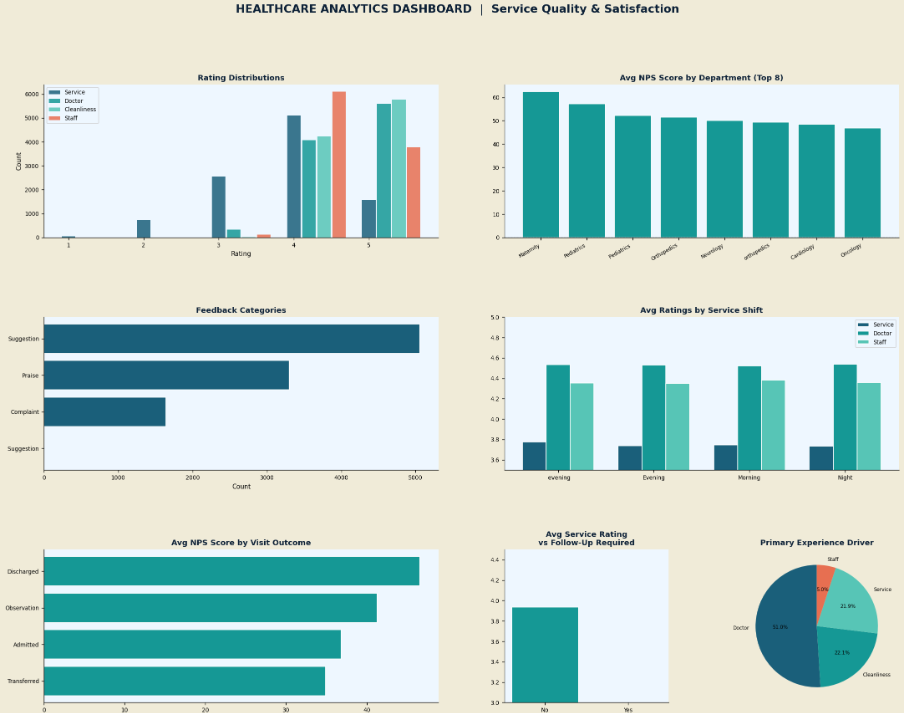 HEALTHCARE ANALYTICS DASHBOARD | Service Quality & Satisfaction
Rating Distributions
Service
Doctor
Cleanliness
Staff
Count
6000
5000
4000
3000
2000
1000
0
1 2 3 4 5
Rating
Avg NPS Score by Department (Top 8)
60
50
40
30
20
10
0
Pediatrics Pediatrics Orthopedics Neurology orthopedics Cardiology Oncology
Feedback Categories
Suggestion
Praise
Complaint
Suggestion
0 1000 2000 3000 4000 5000
Count
Avg Ratings by Service Shift
Service
Doctor
Staff
5.0
4.8
4.6
4.4
4.2
4.0
3.8
3.6
evening Evening Morning Night
Avg NPS Score by Visit Outcome
Discharged
Observation
Admitted
Transferred
0 10 20 30 40
Avg Service Rating
vs Follow-Up Required
4.4
4.2
4.0
3.8
3.6
3.4
3.2
3.0
No Yes
Primary Experience Driver
Staff
5.0%
Service
21.9%
Doctor
51.0%
22.1%
Cleanliness